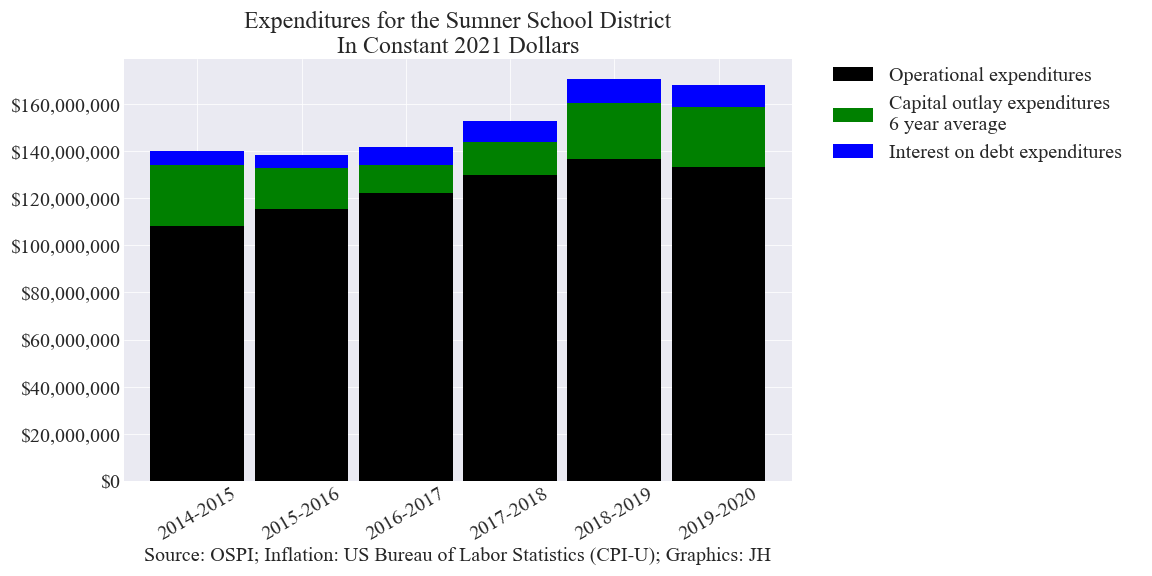 Expenditures for the Sumner School District
In Constant 2021 Dollars
Operational expenditures
Capital outlay expenditures
6 year average
Interest on debt expenditures
$160,000,000
$140,000,000
$120,000,000
$100,000,000
$80,000,000
$60,000,000
$40,000,000
$20,000,000
$0
2014-2015
2015-2016
2016-2017
2017-2018
2018-2019
2019-2020
Source: OSPI; Inflation: US Bureau of Labor Statistics (CPI-U); Graphics: JH